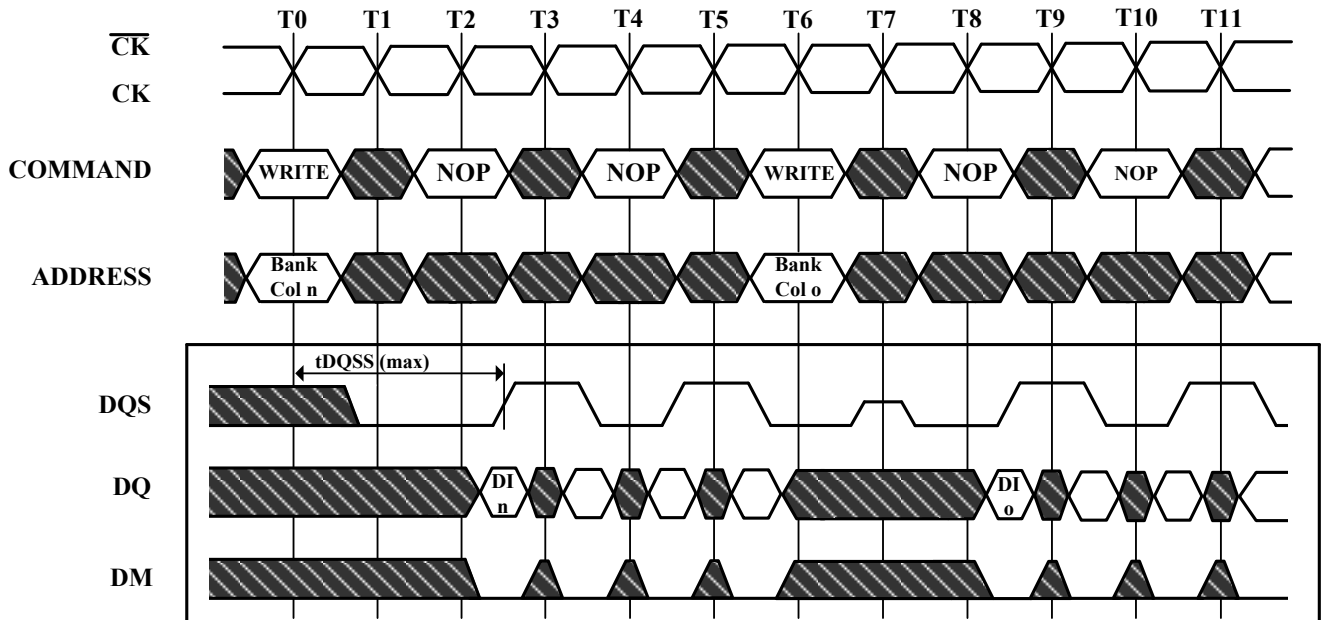 T0 T1 T2 T3 T4 T5 T6 T7 T8 T9 T10 T11
CK
CK
COMMAND WRITE NOP NOP WRITE NOP NOP
ADDRESS Bank Col n Bank Col o
tDQSS (max)
DQS
DQ DI n DI o
DM